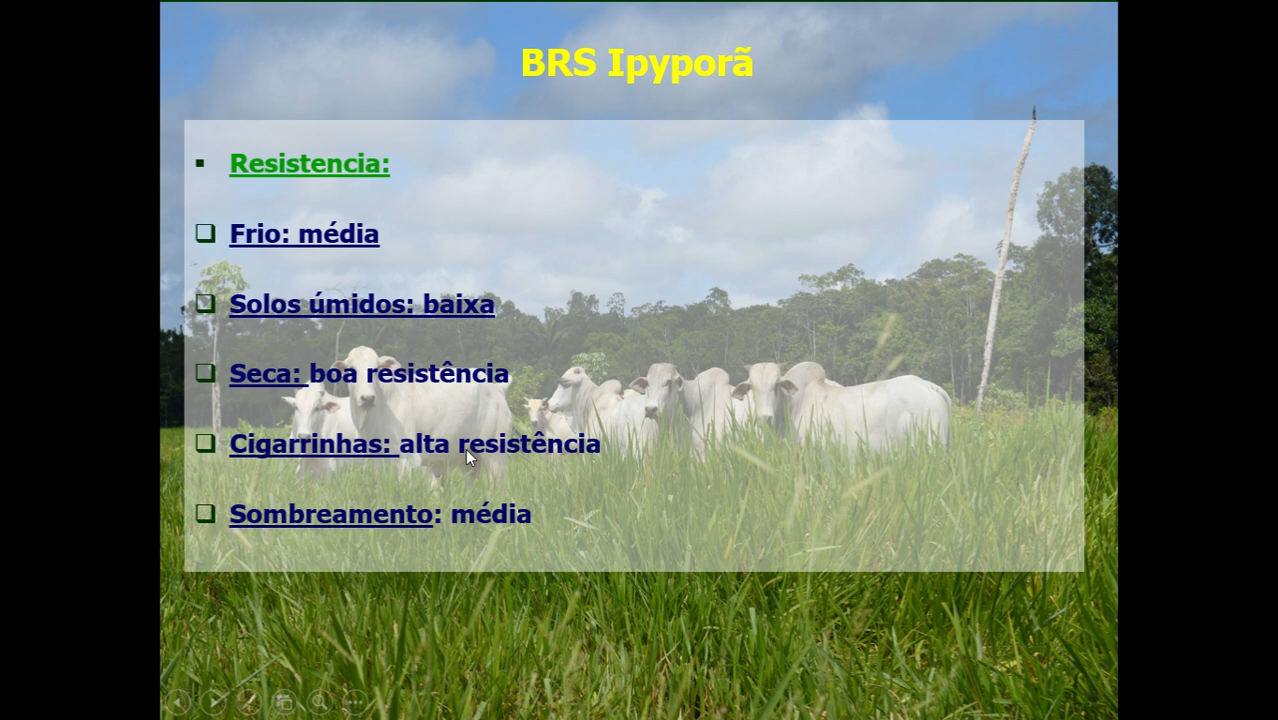 BRS Ipyporã
Resistencia:
Frio: média
Solos úmidos: baixa
Seca: boa resistência
Cigarrinhas: alta resistência
Sombreamento: média